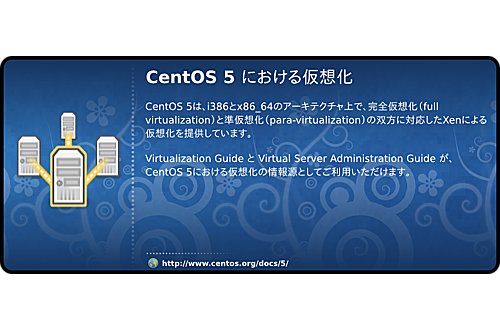 CentOS 5 における仮想化
CentOS 5は、i386とx86_64のアーキテクチャ上で、完全仮想化（full
virtualization）と準仮想化（para-virtualization）の双方に対応したXenによる
仮想化を提供しています。
Virtualization Guide と Virtual Server Administration Guide が、
CentOS 5における仮想化の情報源としてご利用いただけます。
http://www.centos.org/docs/5/